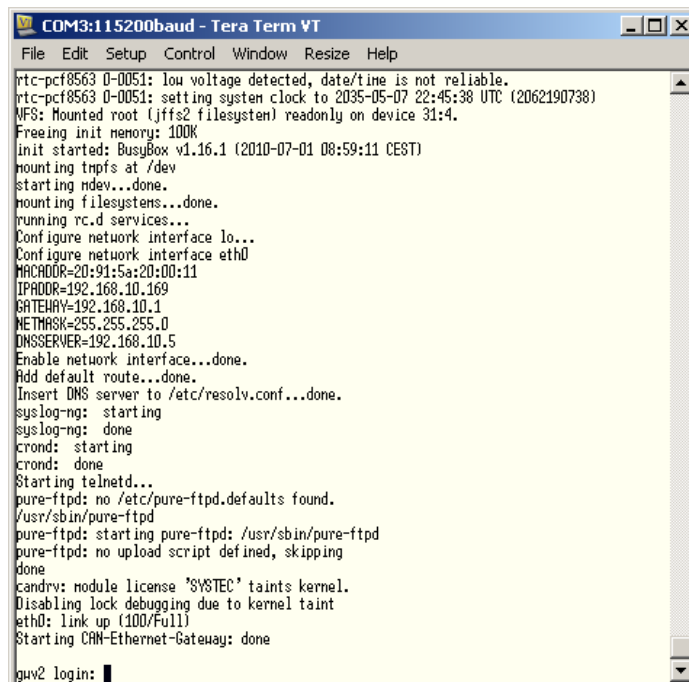 COM3:115200baud - Tera Term VT
File Edit Setup Control Window Resize Help
rtc-pcf8563 0-0051: low voltage detected, date/time is not reliable.
rtc-pcf8563 0-0051: setting system clock to 2035-05-07 22:45:38 UTC (2062190738)
VFS: Mounted root (jffs2 filesystem) readonly on device 31:4.
Freeing init memory: 100K
init started: BusyBox v1.16.1 (2010-07-01 08:59:11 CEST)
mounting tmpfs at /dev
starting mdev...done.
mounting filesystems...done.
running rc.d services...
Configure network interface lo...
Configure network interface eth0
MACADDR=20:91:5a:20:00:11
IPADDR=192.168.10.169
GATEWAY=192.168.10.1
NETMASK=255.255.255.0
DNSSERVER=192.168.10.5
Enable network interface...done.
Add default route...done.
Insert DNS server to /etc/resolv.conf...done.
syslog-ng:  starting
syslog-ng:  done
crond:  starting
crond:  done
Starting telnetd...
pure-ftpd: no /etc/pure-ftpd.defaults found.
/usr/sbin/pure-ftpd
pure-ftpd: starting pure-ftpd: /usr/sbin/pure-ftpd
pure-ftpd: no upload script defined, skipping
done
candrv: module license 'SYSTEC' taints kernel.
Disabling lock debugging due to kernel taint
eth0: link up (100/Full)
Starting CAN-Ethernet-Gateway: done
gwv2 login: